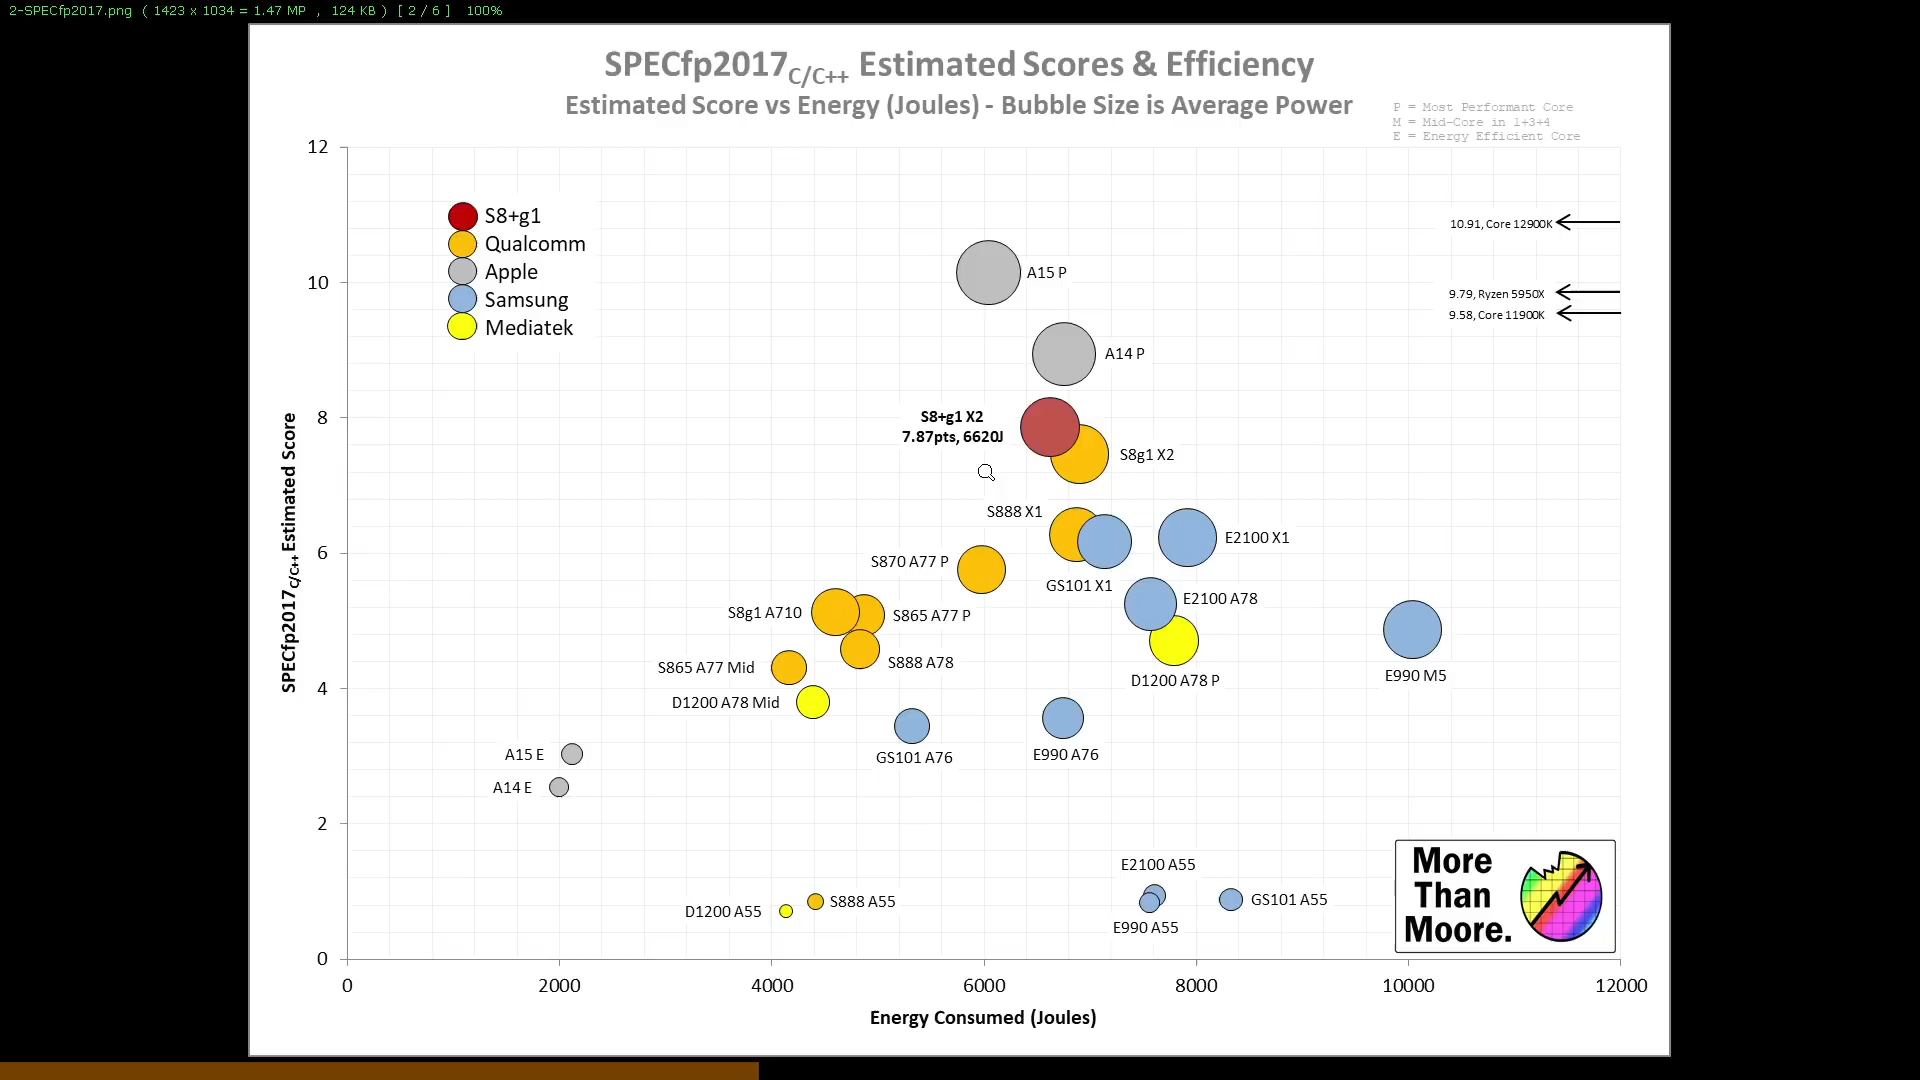 2-SPECfp2017.png ( 1423 x 1034 = 1.47 MP , 124 KB ) [ 2 / 6 ] 100%
SPECfp2017C/C++ Estimated Scores & Efficiency
Estimated Score vs Energy (Joules) - Bubble Size is Average Power
P = Most Performant Core
M = Mid-Core in 1+3+4
E = Energy Efficient Core
12
10
8
6
4
2
0
SPECfp2017C/C++ Estimated Score
S8+g1
Qualcomm
Apple
Samsung
Mediatek
10.91, Core 12900K
9.79, Ryzen 5950X
9.58, Core 11900K
A15 P
A14 P
S8+g1 X2
7.87pts, 6620J
S8g1 X2
S888 X1
E2100 X1
S870 A77 P
GS101 X1
E2100 A78
S8g1 A710
S865 A77 P
S888 A78
S865 A77 Mid
E990 M5
D1200 A78 P
D1200 A78 Mid
GS101 A76
E990 A76
A15 E
A14 E
E2100 A55
D1200 A55
S888 A55
GS101 A55
E990 A55
More
Than
Moore.
0
2000
4000
6000
8000
10000
12000
Energy Consumed (Joules)